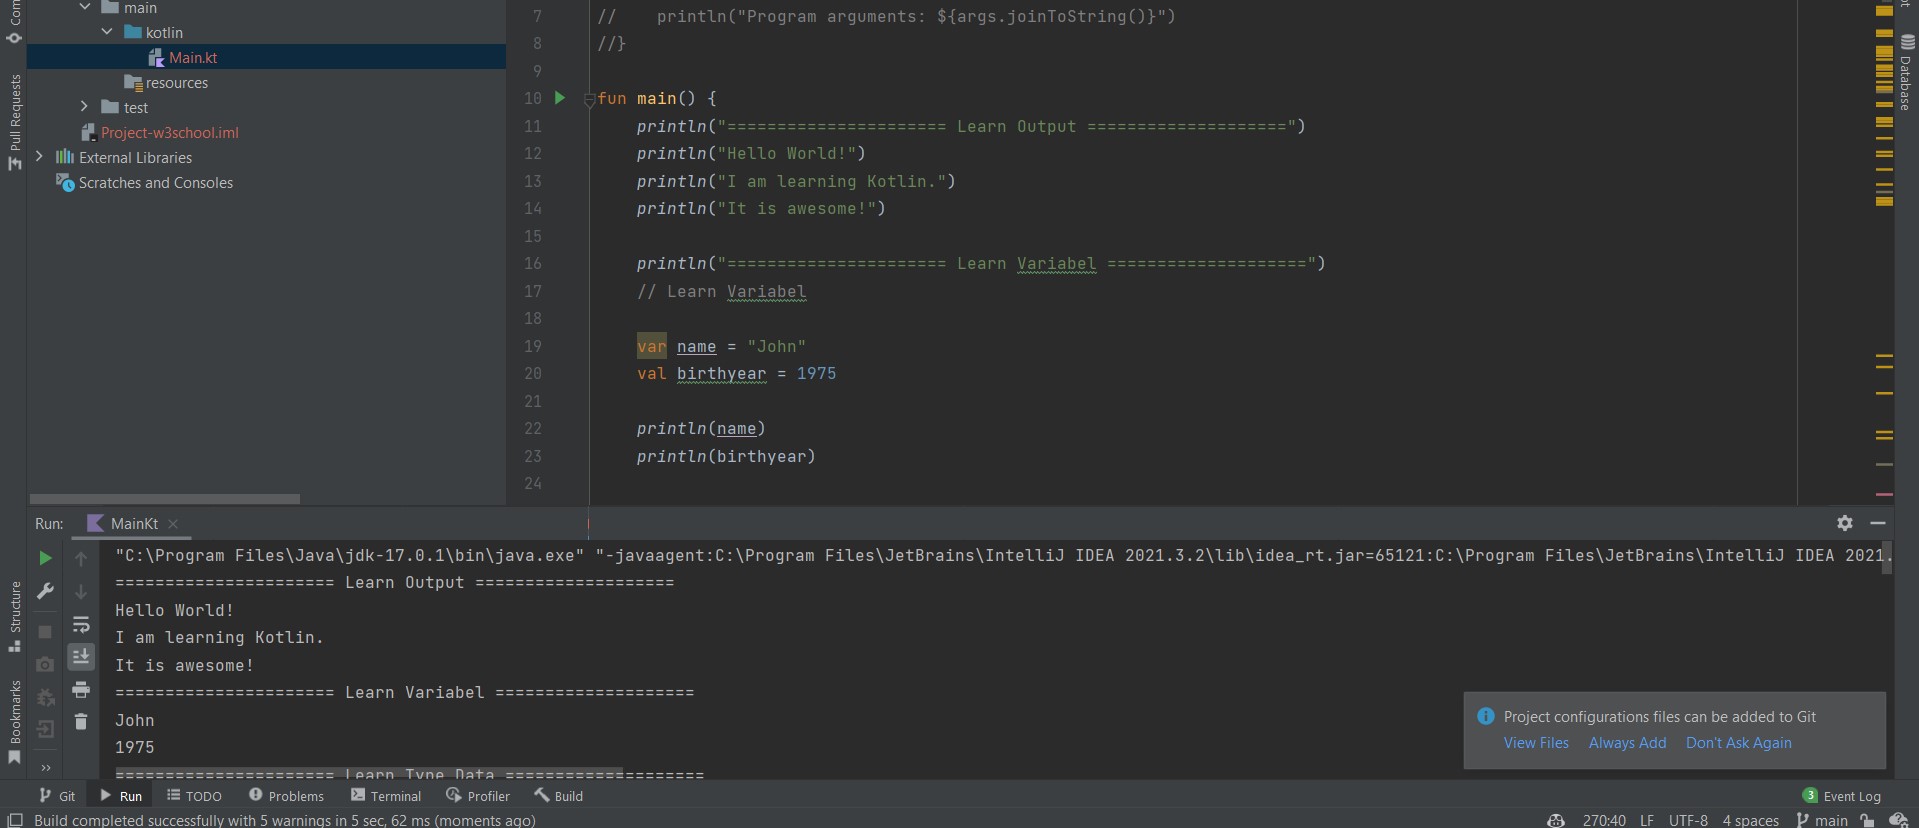 main
kotlin
Main.kt
resources
test
Project-w3school.iml
External Libraries
Scratches and Consoles
Pull Requests
Structure
Bookmarks
Database
7 //    println("Program arguments: ${args.joinToString()}")
8 //}
9
10 fun main() {
11 println("====================== Learn Output ====================")
12 println("Hello World!")
13 println("I am learning Kotlin.")
14 println("It is awesome!")
15
16 println("====================== Learn Variabel ====================")
17 // Learn Variabel
18
19 var name = "John"
20 val birthyear = 1975
21
22 println(name)
23 println(birthyear)
24
Run: MainKt
"C:\Program Files\Java\jdk-17.0.1\bin\java.exe" "-javaagent:C:\Program Files\JetBrains\IntelliJ IDEA 2021.3.2\lib\idea_rt.jar=65121:C:\Program Files\JetBrains\IntelliJ IDEA 2021.
====================== Learn Output ====================
Hello World!
I am learning Kotlin.
It is awesome!
====================== Learn Variabel ====================
John
1975
====================== Learn Type Data ====================
Project configurations files can be added to Git
View Files Always Add Don't Ask Again
Git Run TODO Problems Terminal Profiler Build 3 Event Log
Build completed successfully with 5 warnings in 5 sec, 62 ms (moments ago) 270:40 LF UTF-8 4 spaces main